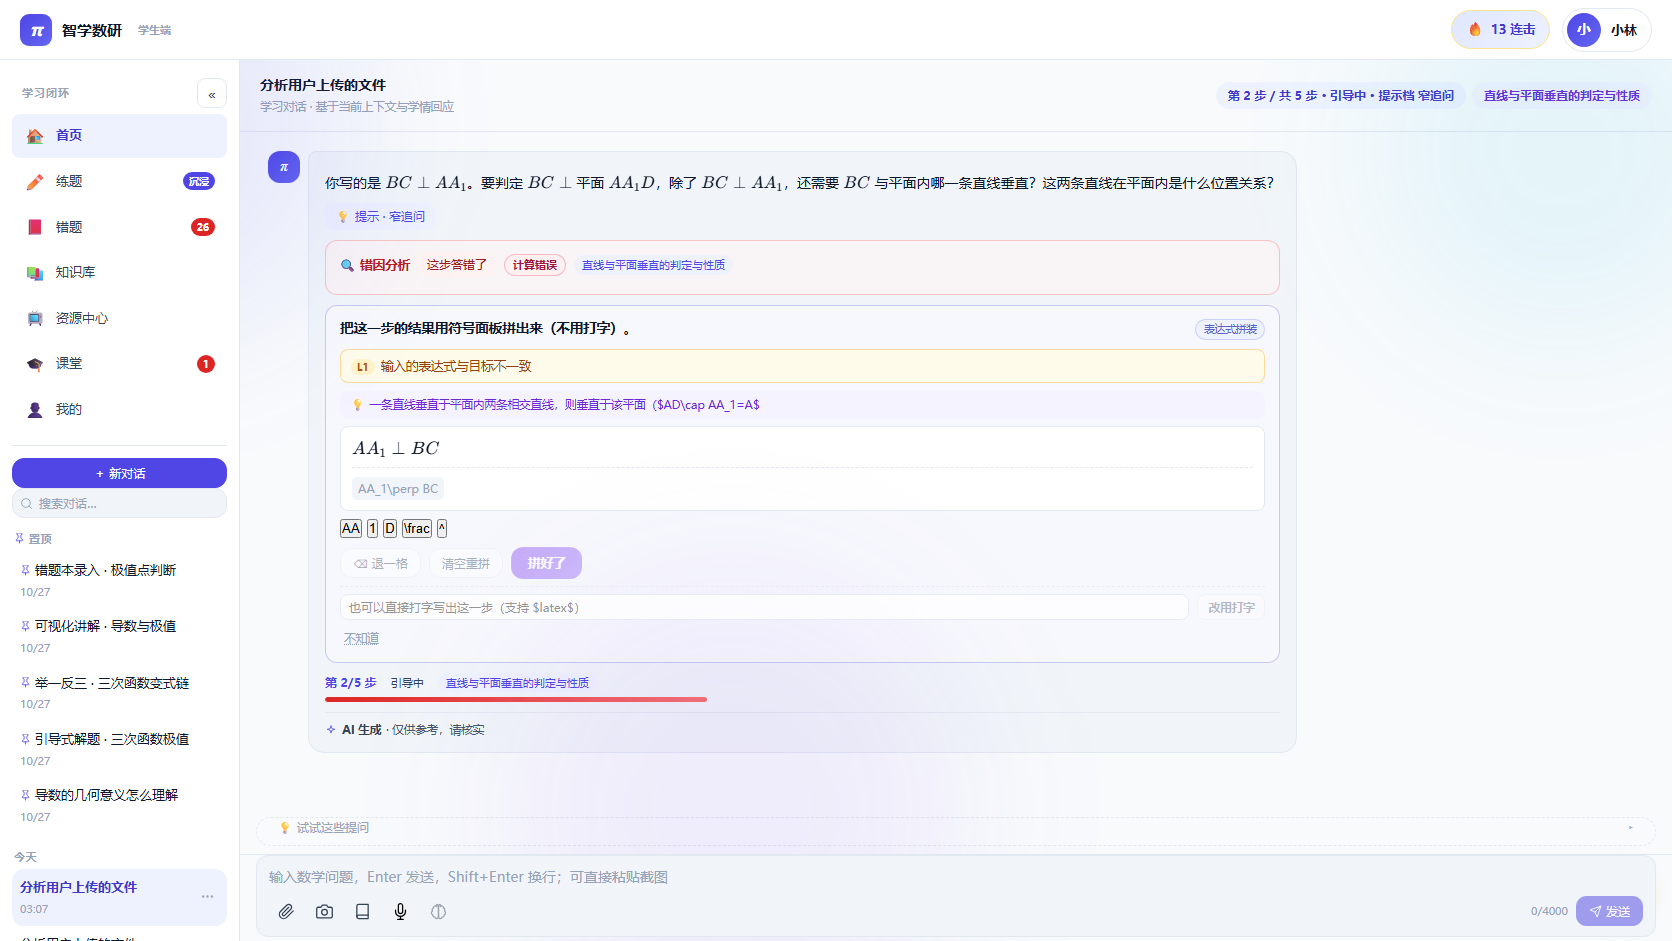 π 智学数研 学生端
13 连击
小 小林
学习闭环
«
首页
练题 沉浸
错题 26
知识库
资源中心
课堂 1
我的
+ 新对话
搜索对话...
置顶
错题本录入 · 极值点判断
10/27
可视化讲解 · 导数与极值
10/27
举一反三 · 三次函数变式链
10/27
引导式解题 · 三次函数极值
10/27
导数的几何意义怎么理解
10/27
今天
分析用户上传的文件
03:07
...
分析用户上传的文件
分析用户上传的文件
学习对话 · 基于当前上下文与学情回应
第 2 步 / 共 5 步 • 引导中 • 提示档 窄追问
直线与平面垂直的判定与性质
π
你写的是 BC ⊥ AA₁。要判定 BC ⊥ 平面 AA₁D，除了 BC ⊥ AA₁，还需要 BC 与平面内哪一条直线垂直？这两条直线在平面内是什么位置关系？
提示 · 窄追问
错因分析 这步答错了 计算错误 直线与平面垂直的判定与性质
把这一步的结果用符号面板拼出来（不用打字）。
表达式拼装
L1 输入的表达式与目标不一致
一条直线垂直于平面内两条相交直线，则垂直于该平面（$AD\cap AA_1=A$
AA₁ ⊥ BC
AA_1\perp BC
AA 1 D \frac ^
⌫ 退一格 清空重拼 拼好了
也可以直接打字写出这一步（支持 $latex$）
改用打字
不知道
第 2/5 步 引导中 直线与平面垂直的判定与性质
AI 生成 · 仅供参考，请核实
试试这些提问
输入数学问题，Enter 发送，Shift+Enter 换行；可直接粘贴截图
0/4000
发送